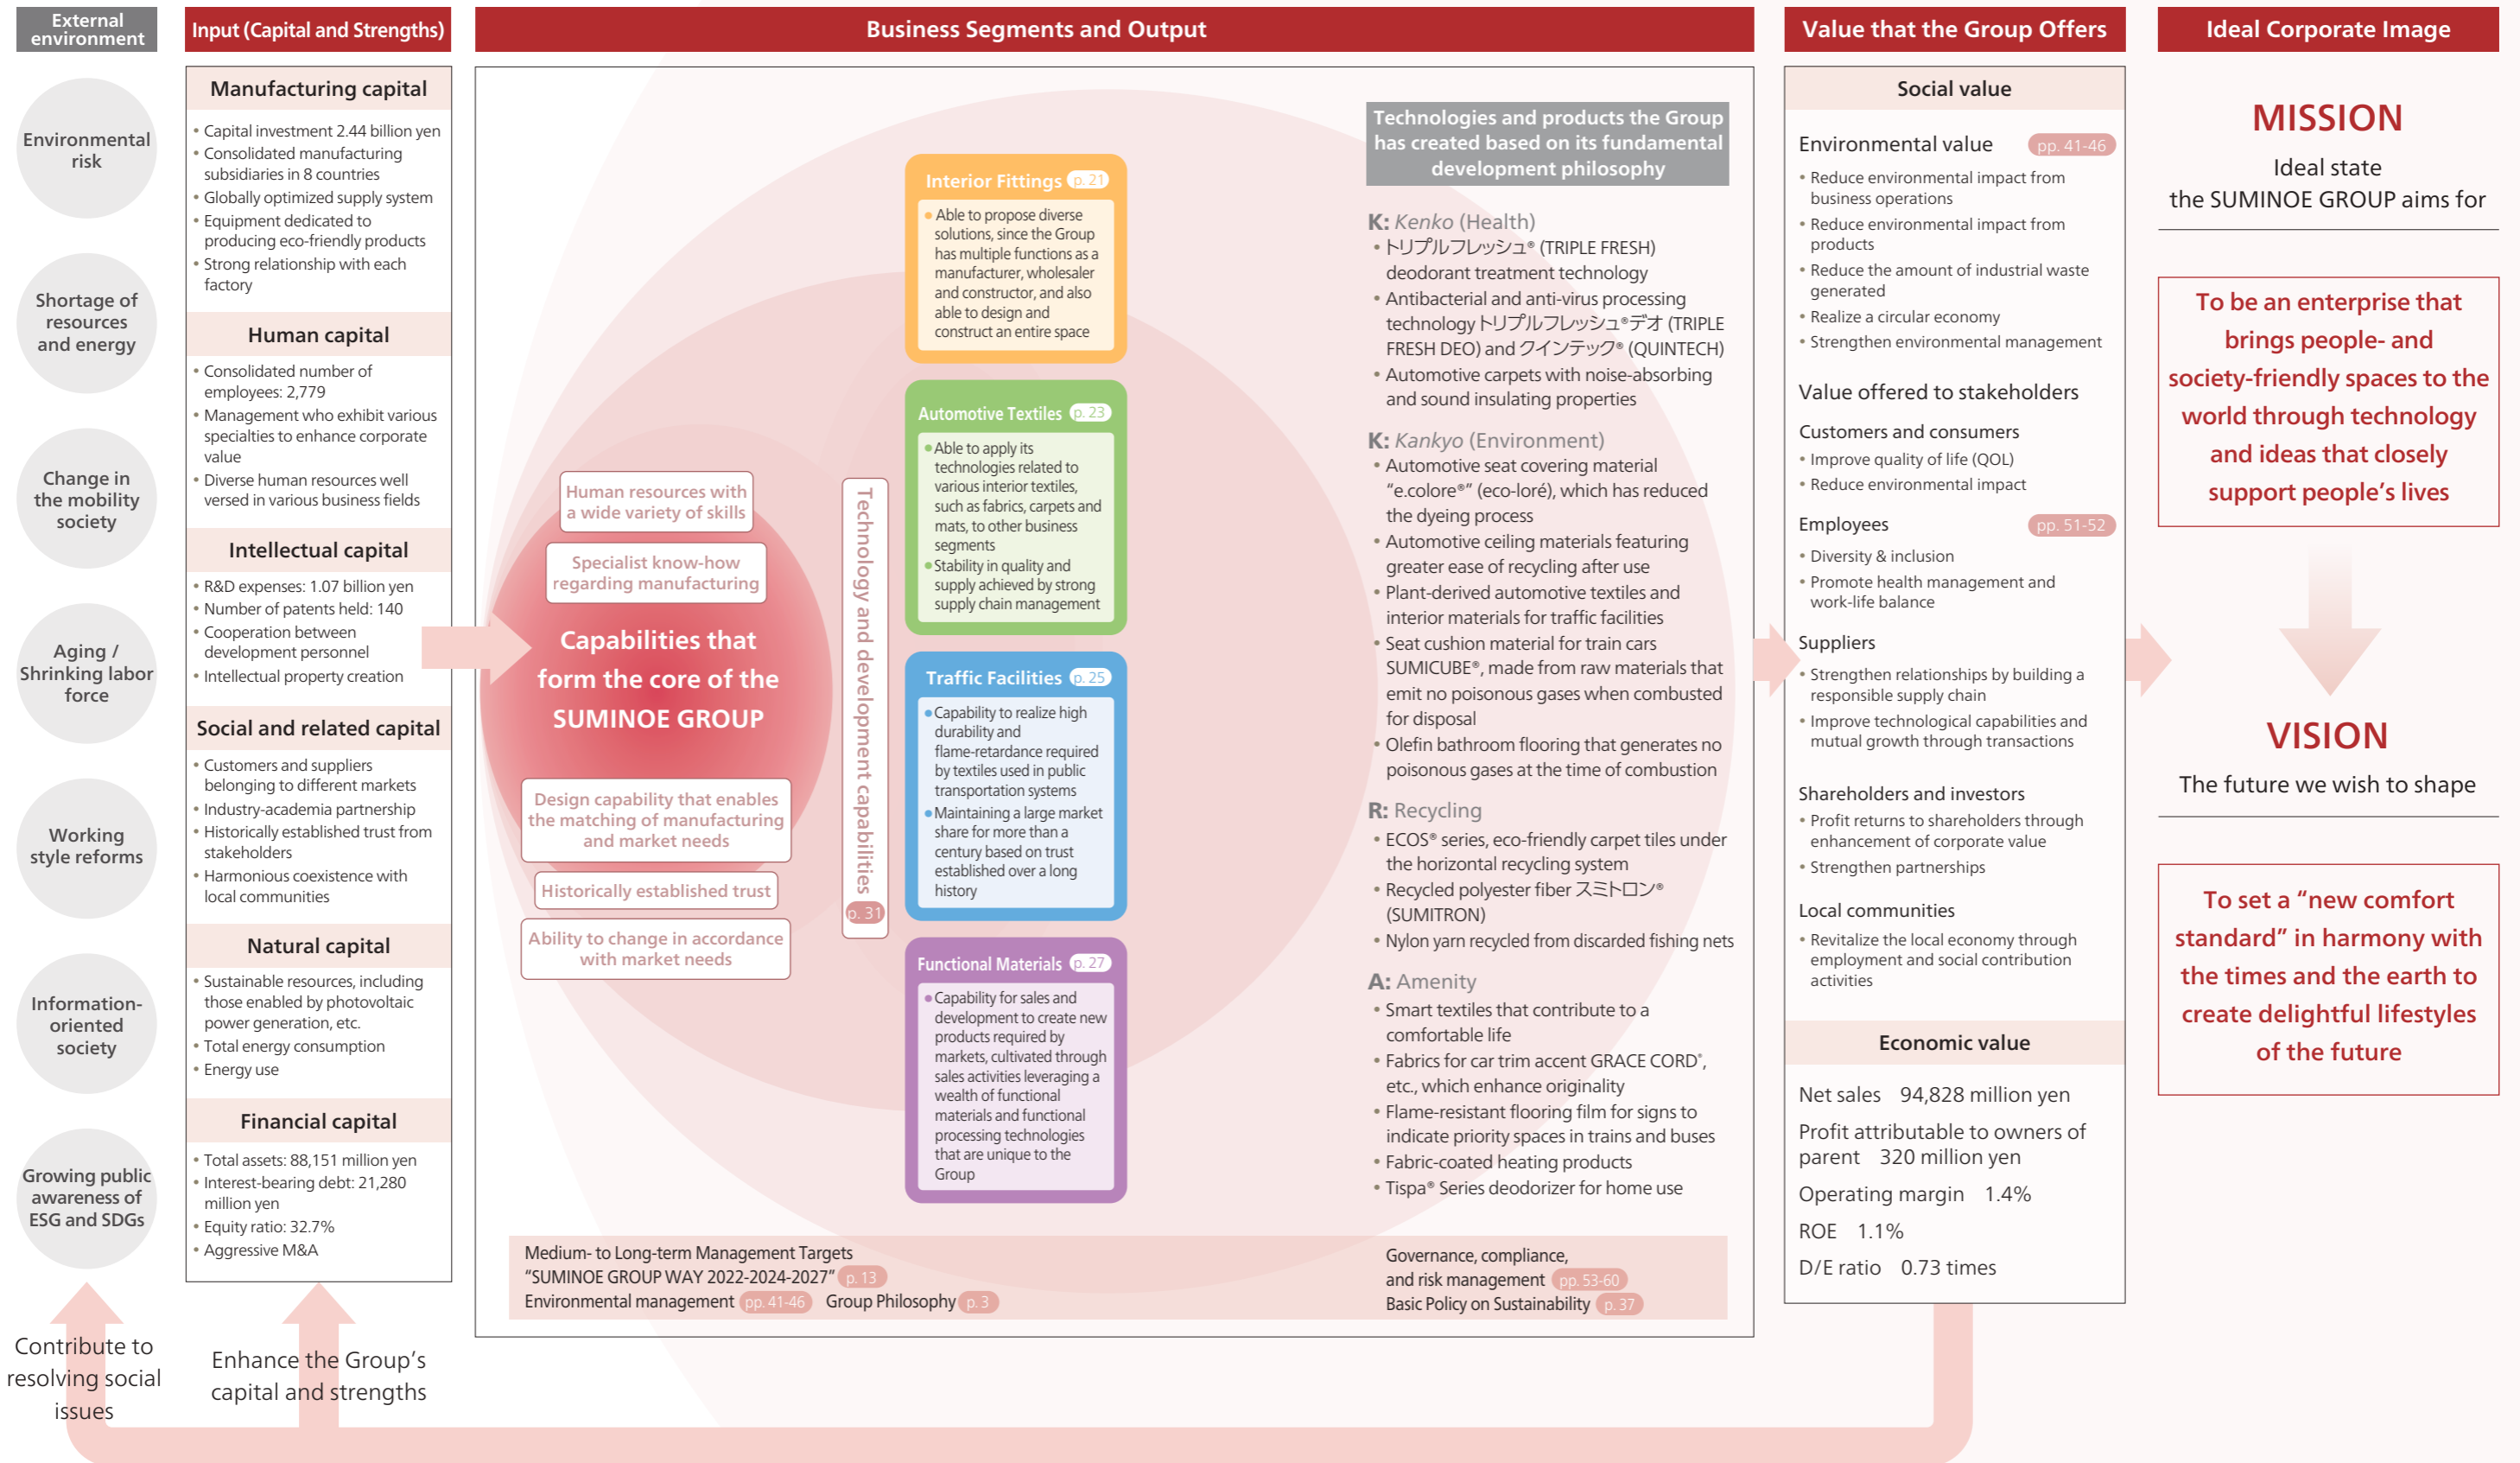 External
environment
Environmental
risk
Shortage of
resources
and energy
Change in
the mobility
society
Aging /
Shrinking labor
force
Working
style reforms
Information-
oriented
society
Growing public
awareness of
ESG and SDGs
Contribute to
resolving social
issues
Input (Capital and Strengths)
Manufacturing capital
• Capital investment 2.44 billion yen
• Consolidated manufacturing
subsidiaries in 8 countries
• Globally optimized supply system
• Equipment dedicated to
producing eco-friendly products
• Strong relationship with each
factory
Human capital
• Consolidated number of
employees: 2,779
• Management who exhibit various
specialties to enhance corporate
value
• Diverse human resources well
versed in various business fields
Intellectual capital
• R&D expenses: 1.07 billion yen
• Number of patents held: 140
• Cooperation between
development personnel
• Intellectual property creation
Social and related capital
• Customers and suppliers
belonging to different markets
• Industry-academia partnership
• Historically established trust from
stakeholders
• Harmonious coexistence with
local communities
Natural capital
• Sustainable resources, including
those enabled by photovoltaic
power generation, etc.
• Total energy consumption
• Energy use
Financial capital
• Total assets: 88,151 million yen
• Interest-bearing debt: 21,280
million yen
• Equity ratio: 32.7%
• Aggressive M&A
Enhance the Group's
capital and strengths
Business Segments and Output
Human resources with
a wide variety of skills
Specialist know-how
regarding manufacturing
Capabilities that
form the core of the
SUMINOE GROUP
Design capability that enables
the matching of manufacturing
and market needs
Historically established trust
Ability to change in accordance
with market needs
Technology and development capabilities
p. 31
Interior Fittings p. 21
• Able to propose diverse
solutions, since the Group
has multiple functions as a
manufacturer, wholesaler
and constructor, and also
able to design and
construct an entire space
Automotive Textiles p. 23
• Able to apply its
technologies related to
various interior textiles,
such as fabrics, carpets and
mats, to other business
segments
• Stability in quality and
supply achieved by strong
supply chain management
Traffic Facilities p. 25
• Capability to realize high
durability and
flame-retardance required
by textiles used in public
transportation systems
• Maintaining a large market
share for more than a
century based on trust
established over a long
history
Functional Materials p. 27
• Capability for sales and
development to create new
products required by
markets, cultivated through
sales activities leveraging a
wealth of functional
materials and functional
processing technologies
that are unique to the
Group
Technologies and products the Group
has created based on its fundamental
development philosophy
K: Kenko (Health)
• トリプルフレッシュ® (TRIPLE FRESH)
deodorant treatment technology
• Antibacterial and anti-virus processing
technology トリプルフレッシュ®デオ (TRIPLE
FRESH DEO) and クインテック® (QUINTECH)
• Automotive carpets with noise-absorbing
and sound insulating properties
K: Kankyo (Environment)
• Automotive seat covering material
“e.colore®” (eco-loré), which has reduced
the dyeing process
• Automotive ceiling materials featuring
greater ease of recycling after use
• Plant-derived automotive textiles and
interior materials for traffic facilities
• Seat cushion material for train cars
SUMICUBE®, made from raw materials that
emit no poisonous gases when combusted
for disposal
• Olefin bathroom flooring that generates no
poisonous gases at the time of combustion
R: Recycling
• ECOS® series, eco-friendly carpet tiles under
the horizontal recycling system
• Recycled polyester fiber スミトロン®
(SUMITRON)
• Nylon yarn recycled from discarded fishing nets
A: Amenity
• Smart textiles that contribute to a
comfortable life
• Fabrics for car trim accent GRACE CORD®,
etc., which enhance originality
• Flame-resistant flooring film for signs to
indicate priority spaces in trains and buses
• Fabric-coated heating products
• Tispa® Series deodorizer for home use
Medium- to Long-term Management Targets
“SUMINOE GROUP WAY 2022-2024-2027” p. 13
Environmental management pp. 41-46 Group Philosophy p. 3
Governance, compliance,
and risk management pp. 53-60
Basic Policy on Sustainability p. 37
Value that the Group Offers
Social value
Environmental value pp. 41-46
• Reduce environmental impact from
business operations
• Reduce environmental impact from
products
• Reduce the amount of industrial waste
generated
• Realize a circular economy
• Strengthen environmental management
Value offered to stakeholders
Customers and consumers
• Improve quality of life (QOL)
• Reduce environmental impact
Employees pp. 51-52
• Diversity & inclusion
• Promote health management and
work-life balance
Suppliers
• Strengthen relationships by building a
responsible supply chain
• Improve technological capabilities and
mutual growth through transactions
Shareholders and investors
• Profit returns to shareholders through
enhancement of corporate value
• Strengthen partnerships
Local communities
• Revitalize the local economy through
employment and social contribution
activities
Economic value
Net sales 94,828 million yen
Profit attributable to owners of
parent 320 million yen
Operating margin 1.4%
ROE 1.1%
D/E ratio 0.73 times
Ideal Corporate Image
MISSION
Ideal state
the SUMINOE GROUP aims for
To be an enterprise that
brings people- and
society-friendly spaces to the
world through technology
and ideas that closely
support people's lives
VISION
The future we wish to shape
To set a “new comfort
standard” in harmony with
the times and the earth to
create delightful lifestyles
of the future